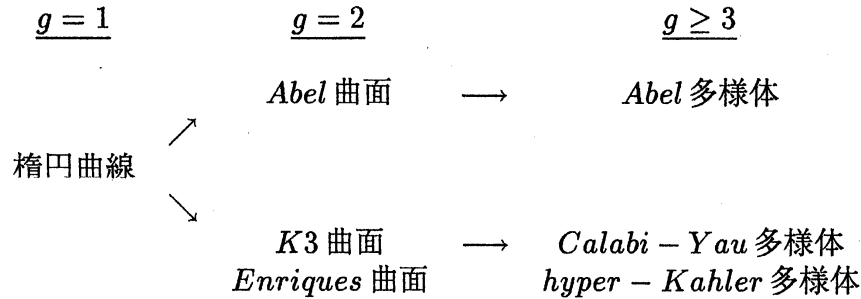 g = 1 g = 2 g ≥ 3
Abel 曲面 → Abel 多様体
楕円曲線 ↗
↘
K3 曲面 → Calabi − Yau 多様体
Enriques 曲面 hyper − Kahler 多様体